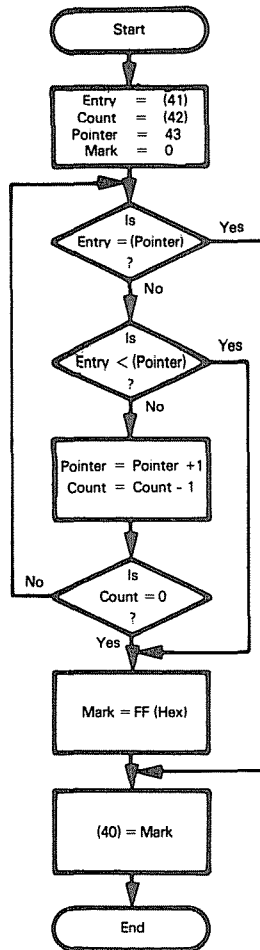 Start
Entry = (41)
Count = (42)
Pointer = 43
Mark = 0
Is
Entry = (Pointer)
?
Yes
No
Is
Entry < (Pointer)
?
Yes
No
Pointer = Pointer +1
Count = Count - 1
Is
Count = 0
?
No
Yes
Mark = FF (Hex)
(40) = Mark
End